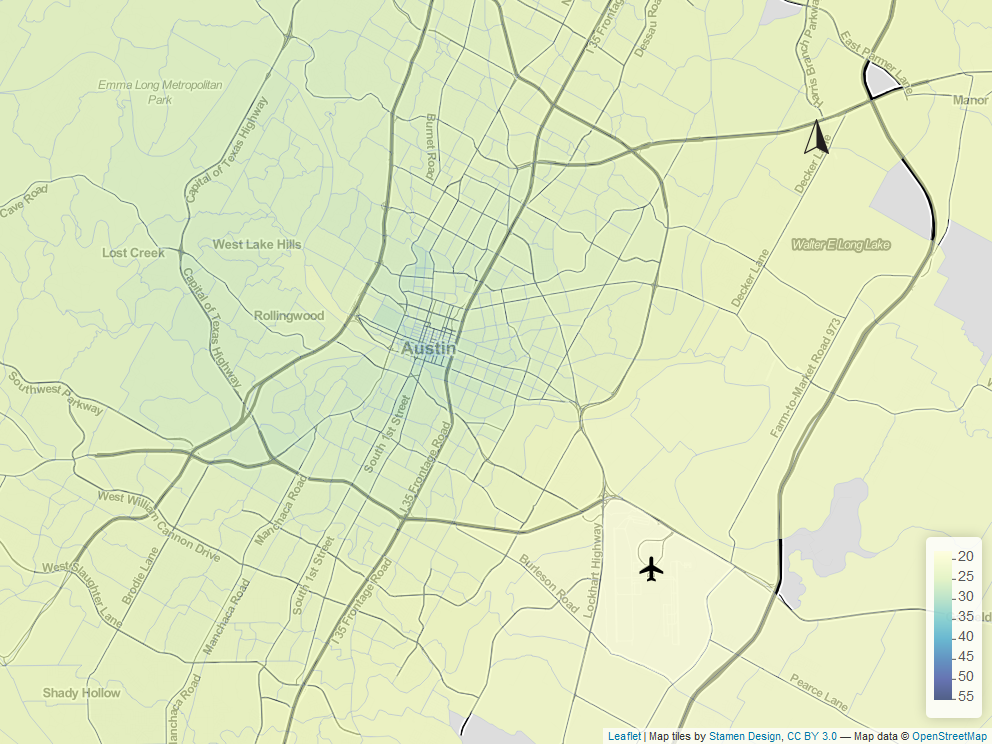 I 35 Frontage
Dessau Road
Harris Branch Parkway
East Parmer Lane
Emma Long Metropolitan
Park
Manor
Capital of Texas Highway
Burnet Road
Decker Lane
Cave Road
Lost Creek
West Lake Hills
Walter E Long Lake
Decker Lane
Capital of Texas Highway
Rollingwood
Austin
Farm-to-Market Road 973
Southwest Parkway
South 1st Street
I 35 Frontage Road
West William Cannon Drive
Manchaca Road
Lockhart Highway
South 1st Street
Brodie Lane
West Slaughter Lane
I 35 Frontage Road
Burleson Road
Manchaca Road
Shady Hollow
Manchaca Road
Pearce Lane
20
25
30
35
40
45
50
55
Leaflet | Map tiles by Stamen Design, CC BY 3.0 — Map data © OpenStreetMap